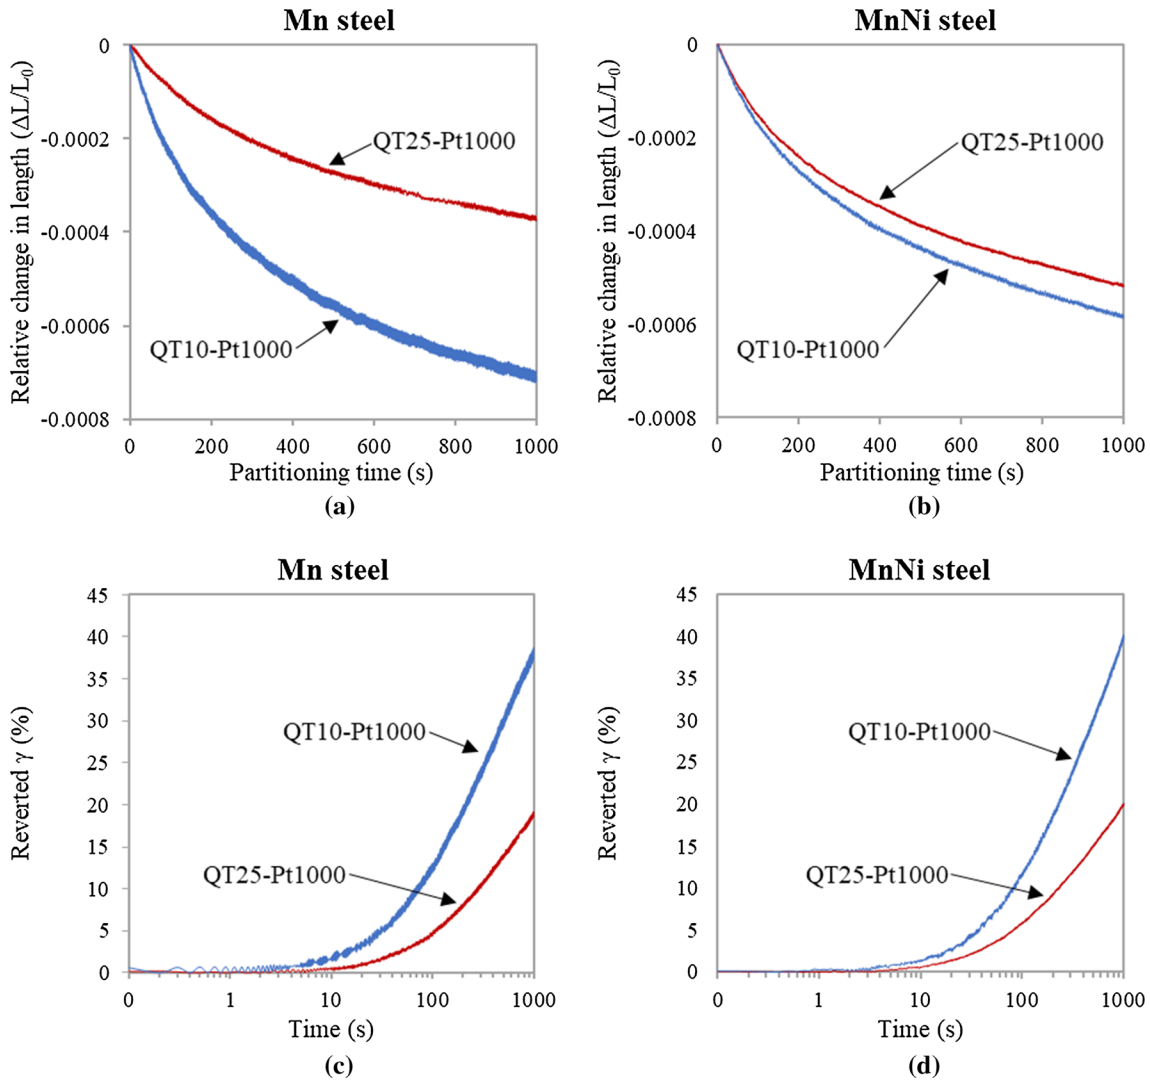 Mn steel
Relative change in length (ΔL/L₀)
0
-0.0002
-0.0004
-0.0006
-0.0008
QT25-Pt1000
QT10-Pt1000
0 200 400 600 800 1000
Partitioning time (s)
(a)
MnNi steel
Relative change in length (ΔL/L₀)
0
-0.0002
-0.0004
-0.0006
-0.0008
QT25-Pt1000
QT10-Pt1000
0 200 400 600 800 1000
Partitioning time (s)
(b)
Mn steel
Reverted γ (%)
45
40
35
30
25
20
15
10
5
0
QT10-Pt1000
QT25-Pt1000
0 1 10 100 1000
Time (s)
(c)
MnNi steel
Reverted γ (%)
45
40
35
30
25
20
15
10
5
0
QT10-Pt1000
QT25-Pt1000
0 1 10 100 1000
Time (s)
(d)